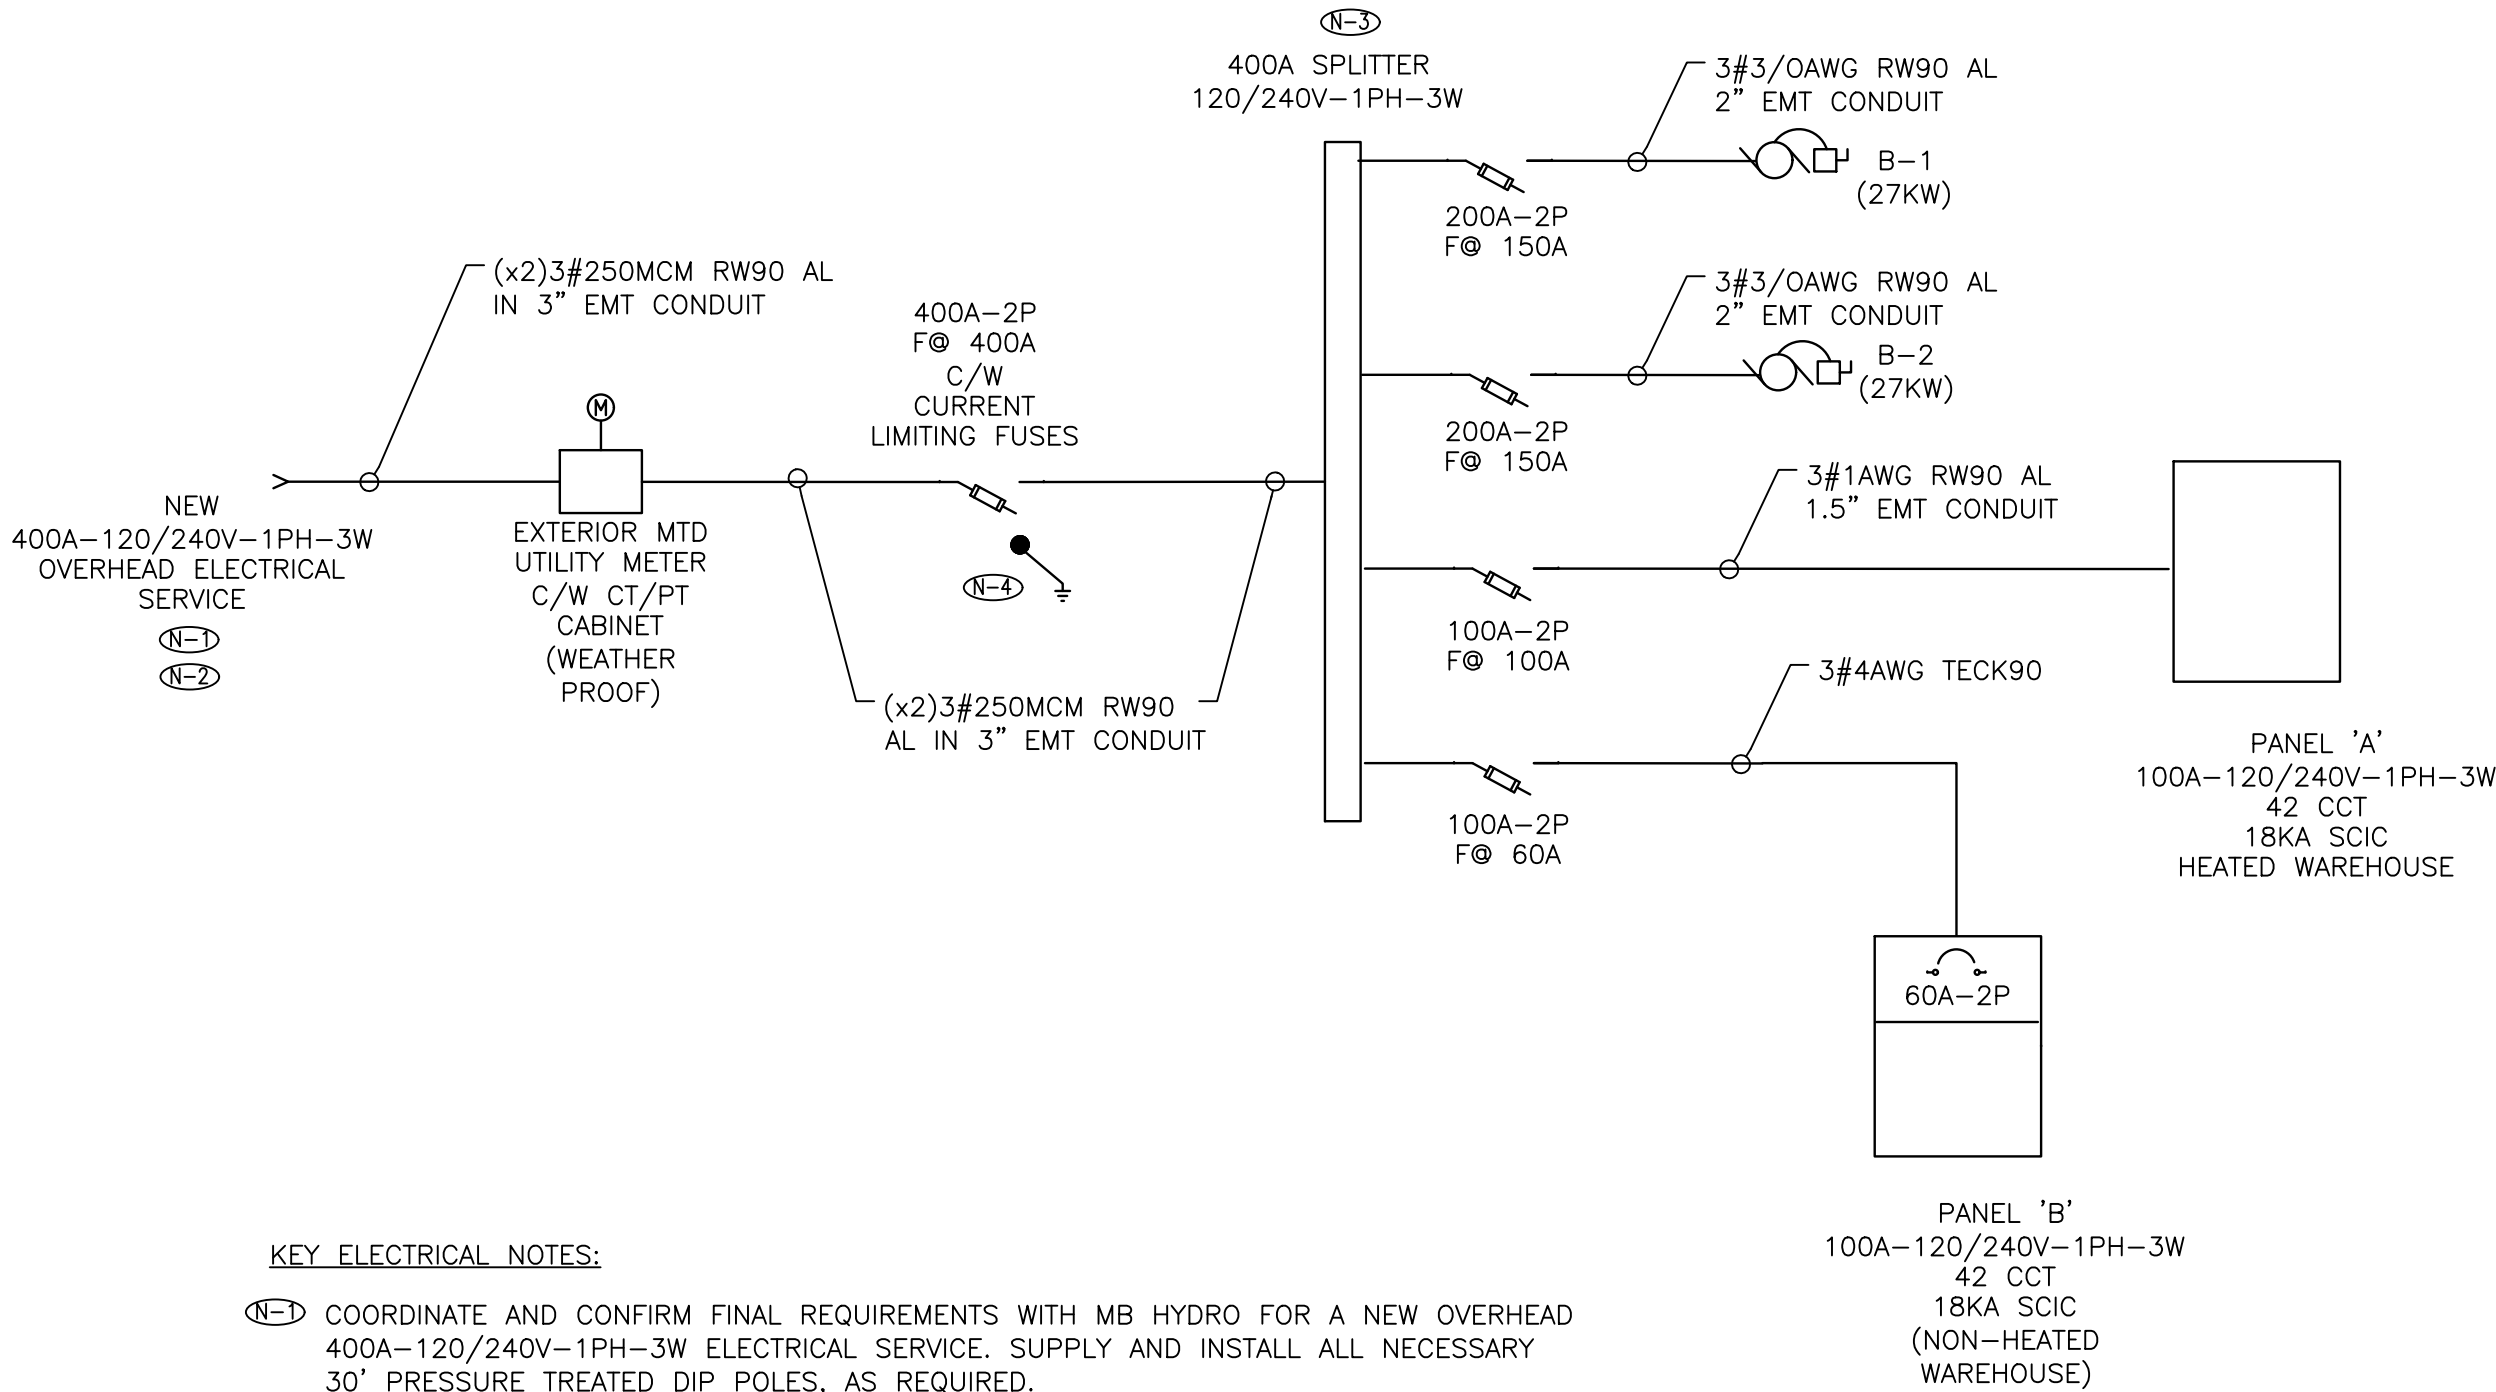 N-3
400A SPLITTER
120/240V-1PH-3W
3#3/0AWG RW90 AL
2" EMT CONDUIT
B-1
(27KW)
200A-2P
F@ 150A
(x2)3#250MCM RW90 AL
IN 3" EMT CONDUIT
3#3/0AWG RW90 AL
2" EMT CONDUIT
B-2
(27KW)
400A-2P
F@ 400A
C/W
CURRENT
LIMITING FUSES
M
200A-2P
F@ 150A
3#1AWG RW90 AL
1.5" EMT CONDUIT
NEW
400A-120/240V-1PH-3W
OVERHEAD ELECTRICAL
SERVICE
N-1
N-2
EXTERIOR MTD
UTILITY METER
C/W CT/PT
CABINET
(WEATHER
PROOF)
N-4
100A-2P
F@ 100A
3#4AWG TECK90
(x2)3#250MCM RW90
AL IN 3" EMT CONDUIT
PANEL 'A'
100A-120/240V-1PH-3W
42 CCT
18KA SCIC
HEATED WAREHOUSE
100A-2P
F@ 60A
60A-2P
PANEL 'B'
100A-120/240V-1PH-3W
42 CCT
18KA SCIC
(NON-HEATED
WAREHOUSE)
KEY ELECTRICAL NOTES:
N-1 COORDINATE AND CONFIRM FINAL REQUIREMENTS WITH MB HYDRO FOR A NEW OVERHEAD
400A-120/240V-1PH-3W ELECTRICAL SERVICE. SUPPLY AND INSTALL ALL NECESSARY
30' PRESSURE TREATED DIP POLES, AS REQUIRED.